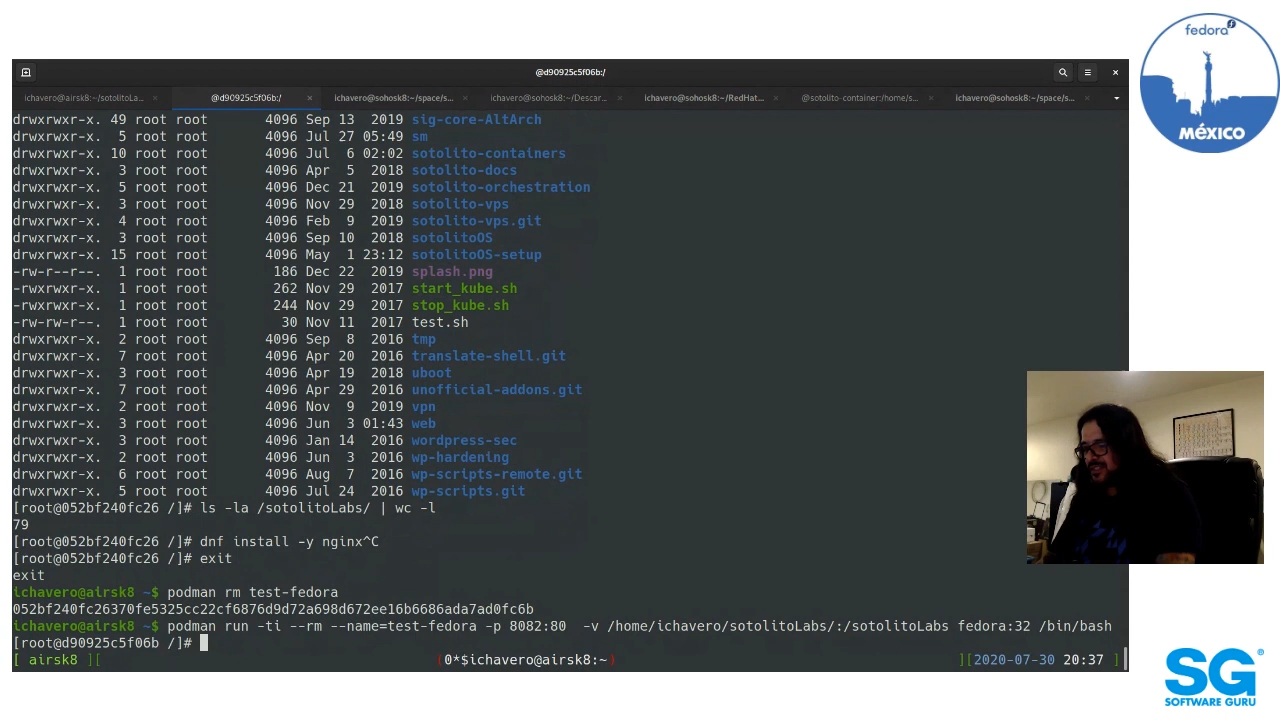 fedora
MÉXICO
@d90925c5f06b:/
ichavero@airsk8:~/sotolitoLa... × @d90925c5f06b:/ × ichavero@sohosk8:~/space/s... × ichavero@sohosk8:~/Descar... × ichavero@sohosk8:~/RedHat... × @sotolito-container:/home/s... × ichavero@sohosk8:~/space/s... ×
drwxrwxr-x. 49 root root 4096 Sep 13 2019 sig-core-AltArch
drwxrwxr-x. 5 root root 4096 Jul 27 05:49 sm
drwxrwxr-x. 10 root root 4096 Jul 6 02:02 sotolito-containers
drwxrwxr-x. 3 root root 4096 Apr 5 2018 sotolito-docs
drwxrwxr-x. 5 root root 4096 Dec 21 2019 sotolito-orchestration
drwxrwxr-x. 3 root root 4096 Nov 29 2018 sotolito-vps
drwxrwxr-x. 4 root root 4096 Feb 9 2019 sotolito-vps.git
drwxrwxr-x. 3 root root 4096 Sep 10 2018 sotolitoOS
drwxrwxr-x. 15 root root 4096 May 1 23:12 sotolitoOS-setup
-rw-r--r--. 1 root root 186 Dec 22 2019 splash.png
-rwxrwxr-x. 1 root root 262 Nov 29 2017 start_kube.sh
-rwxrwxr-x. 1 root root 244 Nov 29 2017 stop_kube.sh
-rw-rw-r--. 1 root root 30 Nov 11 2017 test.sh
drwxrwxr-x. 2 root root 4096 Sep 8 2016 tmp
drwxrwxr-x. 7 root root 4096 Apr 20 2016 translate-shell.git
drwxrwxr-x. 3 root root 4096 Apr 19 2018 uboot
drwxrwxr-x. 7 root root 4096 Apr 29 2016 unofficial-addons.git
drwxrwxr-x. 2 root root 4096 Nov 9 2019 vpn
drwxrwxr-x. 3 root root 4096 Jun 3 01:43 web
drwxrwxr-x. 3 root root 4096 Jan 14 2016 wordpress-sec
drwxrwxr-x. 2 root root 4096 Jun 3 2016 wp-hardening
drwxrwxr-x. 6 root root 4096 Aug 7 2016 wp-scripts-remote.git
drwxrwxr-x. 5 root root 4096 Jul 24 2016 wp-scripts.git
[root@052bf240fc26 /]# ls -la /sotolitoLabs/ | wc -l
79
[root@052bf240fc26 /]# dnf install -y nginx^C
[root@052bf240fc26 /]# exit
exit
ichavero@airsk8 ~$ podman rm test-fedora
052bf240fc26370fe5325cc22cf6876d9d72a698d672ee16b6686ada7ad0fc6b
ichavero@airsk8 ~$ podman run -ti --rm --name=test-fedora -p 8082:80 -v /home/ichavero/sotolitoLabs/:/sotolitoLabs fedora:32 /bin/bash
[root@d90925c5f06b /]#
[ airsk8 ][ (0*$ichavero@airsk8:~) ][2020-07-30 20:37 ]
SG®
SOFTWARE GURU